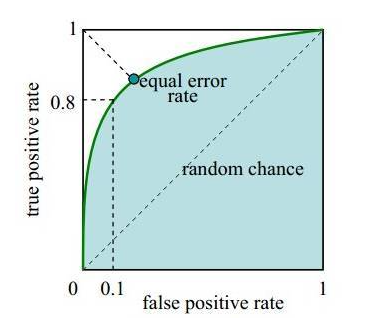 1
equal error
rate
0.8
true positive rate
random chance
0 0.1 1
false positive rate